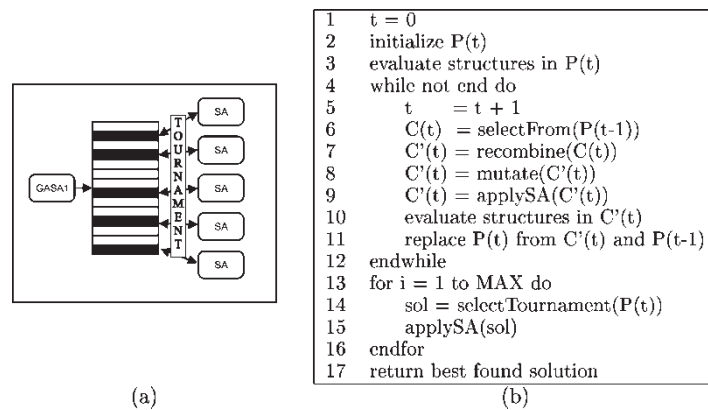 GASA1
TOURNAMENT
SA
SA
SA
SA
SA
(a)
1 t = 0
2 initialize P(t)
3 evaluate structures in P(t)
4 while not end do
5 t = t + 1
6 C(t) = selectFrom(P(t-1))
7 C'(t) = recombine(C(t))
8 C'(t) = mutate(C'(t))
9 C'(t) = applySA(C'(t))
10 evaluate structures in C'(t)
11 replace P(t) from C'(t) and P(t-1)
12 endwhile
13 for i = 1 to MAX do
14 sol = selectTournament(P(t))
15 applySA(sol)
16 endfor
17 return best found solution
(b)